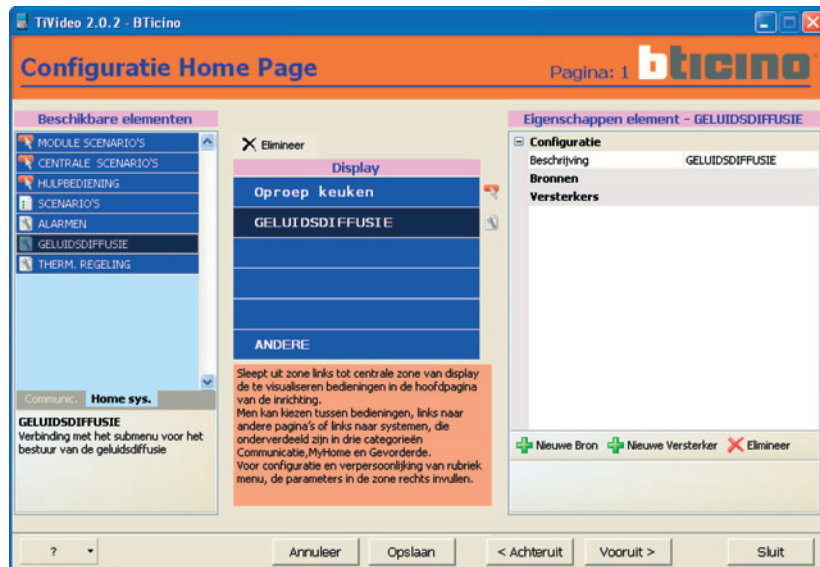 TiVideo 2.0.2 - BTicino
Configuratie Home Page
Pagina: 1
bticino
Beschikbare elementen
MODULE SCENARIO'S
CENTRALE SCENARIO'S
HULPBEDIENING
SCENARIO'S
ALARMEN
GELUIDSDIFFUSIE
THERM. REGELING
Communic. Home sys.
GELUIDSDIFFUSIE
Verbinding met het submenu voor het
bestuur van de geluidsdiffusie
Elimineer
Display
Oproep keuken
GELUIDSDIFFUSIE
ANDERE
Sleept uit zone links tot centrale zone van display
de te visualiseren bedieningen in de hoofdpagina
van de inrichting.
Men kan kiezen tussen bedieningen, links naar
andere pagina's of links naar systemen, die
onderverdeeld zijn in drie categorieën
Communicatie,MyHome en Gevorderde.
Voor configuratie en verpersoonlijking van rubriek
menu, de parameters in de zone rechts invullen.
Eigenschappen element - GELUIDSDIFFUSIE
Configuratie
Beschrijving GELUIDSDIFFUSIE
Bronnen
Versterkers
Nieuwe Bron Nieuwe Versterker Elimineer
?
Annuleer
Opslaan
< Achteruit
Vooruit >
Sluit